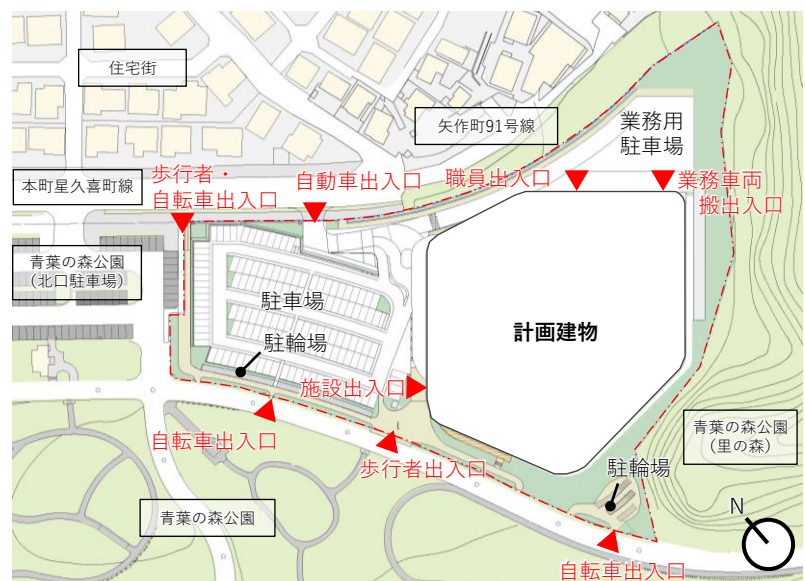 住宅街
矢作町91号線
業務用
駐車場
本町星久喜町線
歩行者・
自転車出入口
自動車出入口
職員出入口
業務車両
搬出入口
青葉の森公園
(北口駐車場)
駐車場
駐輪場
計画建物
施設出入口
自転車出入口
歩行者出入口
青葉の森公園
(里の森)
駐輪場
青葉の森公園
N
自転車出入口